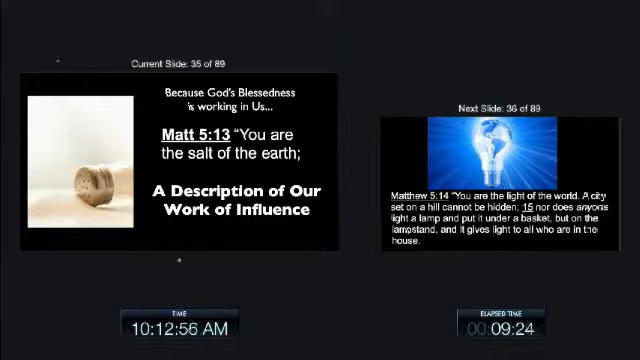 Current Slide: 35 of 89
Because God's Blessedness
is working in Us...
Matt 5:13 "You are
the salt of the earth;
A Description of Our
Work of Influence
Next Slide: 36 of 89
Matthew 5:14 "You are the light of the world. A city
set on a hill cannot be hidden; 15 nor does anyone
light a lamp and put it under a basket, but on the
lampstand, and it gives light to all who are in the
house.
TIME
10:12:56 AM
ELAPSED TIME
00:09:24